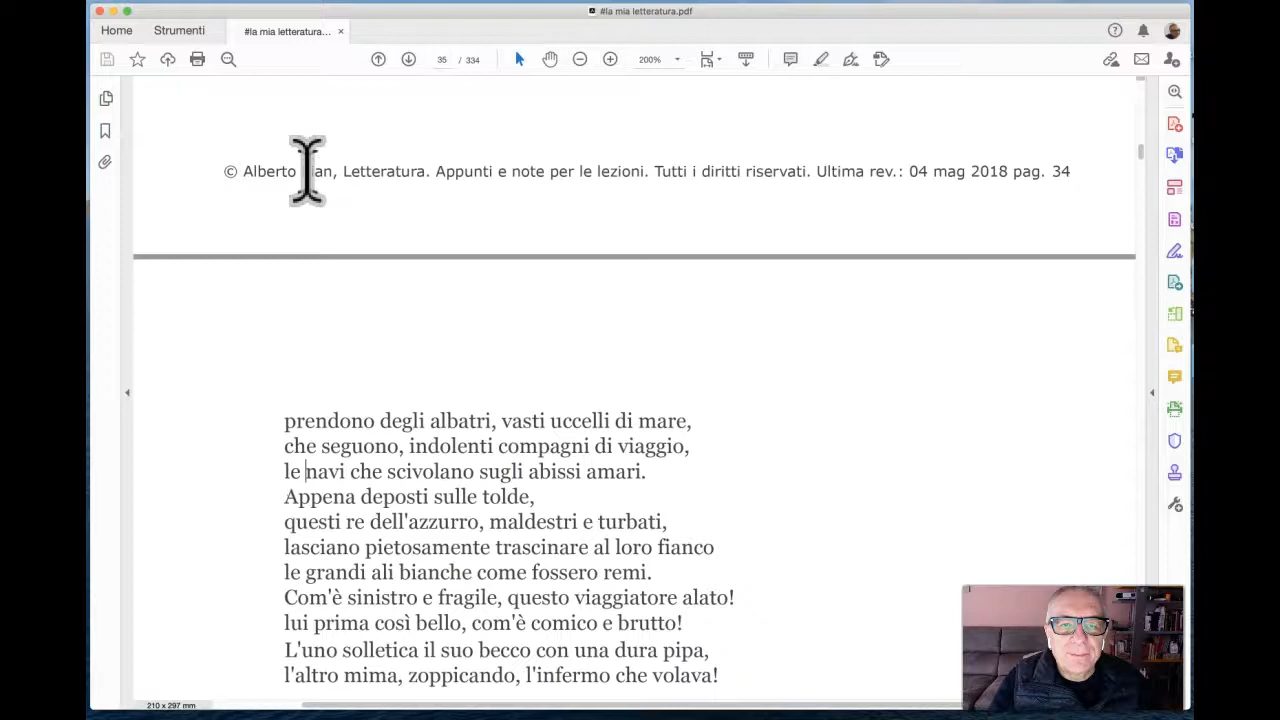 #la mia letteratura.pdf
Home Strumenti #la mia letteratura... ×
35 / 334 200%
© Alberto an, Letteratura. Appunti e note per le lezioni. Tutti i diritti riservati. Ultima rev.: 04 mag 2018 pag. 34
prendono degli albatri, vasti uccelli di mare,
che seguono, indolenti compagni di viaggio,
le navi che scivolano sugli abissi amari.
Appena deposti sulle tolde,
questi re dell'azzurro, maldestri e turbati,
lasciano pietosamente trascinare al loro fianco
le grandi ali bianche come fossero remi.
Com'è sinistro e fragile, questo viaggiatore alato!
lui prima così bello, com'è comico e brutto!
L'uno solletica il suo becco con una dura pipa,
l'altro mima, zoppicando, l'infermo che volava!
210 x 297 mm